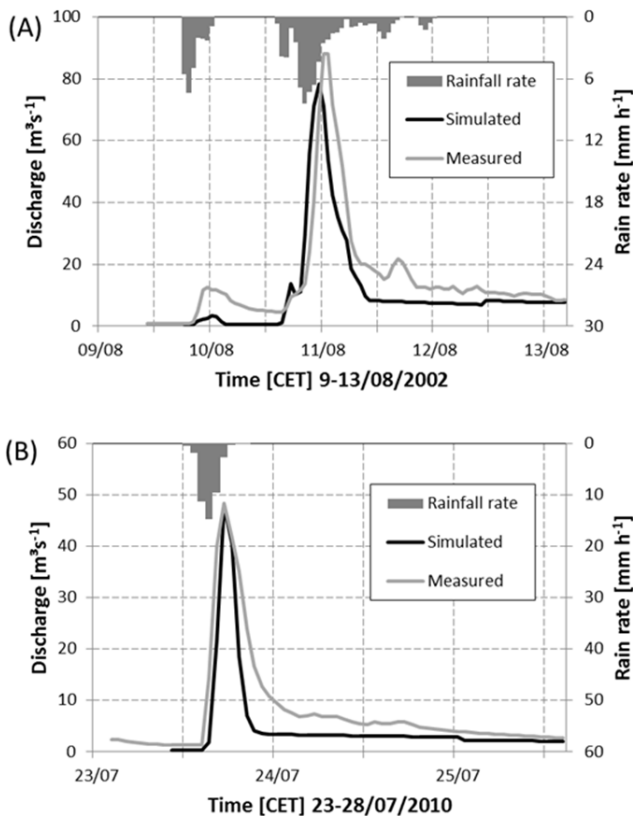 (A)
100
80
60
40
20
0
Discharge [m³s⁻¹]
0
6
12
18
24
30
Rain rate [mm h⁻¹]
Rainfall rate
Simulated
Measured
09/08
10/08
11/08
12/08
13/08
Time [CET] 9-13/08/2002
(B)
60
50
40
30
20
10
0
Discharge [m³s⁻¹]
0
10
20
30
40
50
60
Rain rate [mm h⁻¹]
Rainfall rate
Simulated
Measured
23/07
24/07
25/07
Time [CET] 23-28/07/2010